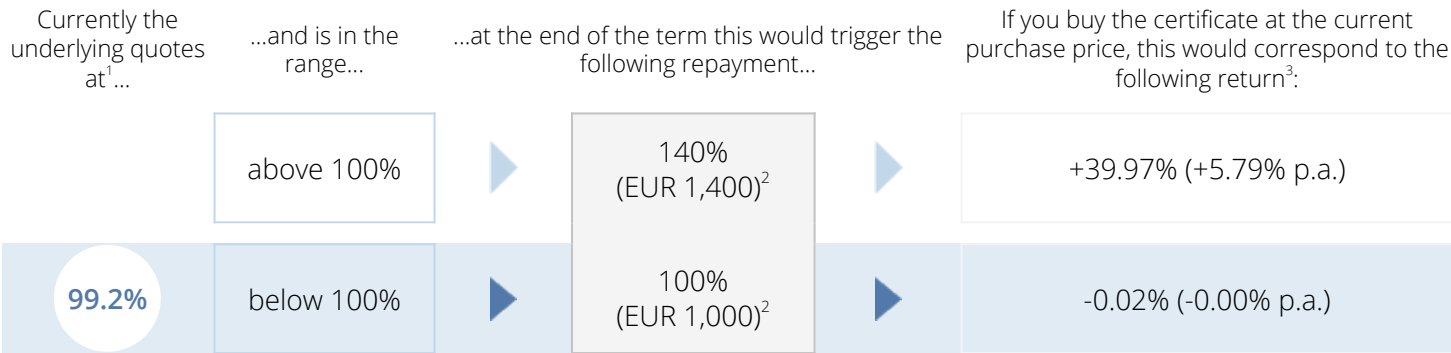 Currently the
underlying quotes
at¹...
...and is in the
range...
...at the end of the term this would trigger the
following repayment...
If you buy the certificate at the current
purchase price, this would correspond to the
following return³:
above 100%
140%
(EUR 1,400)²
+39.97% (+5.79% p.a.)
99.2%
below 100%
100%
(EUR 1,000)²
-0.02% (-0.00% p.a.)